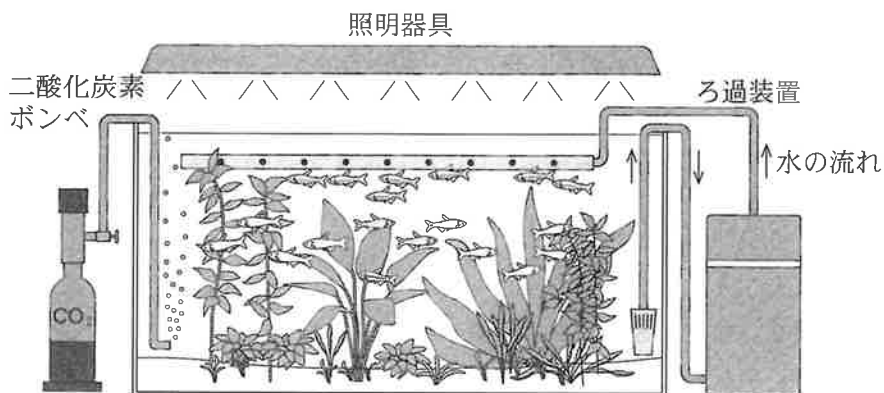 照明器具
二酸化炭素
ボンベ
ろ過装置
水の流れ
CO₂